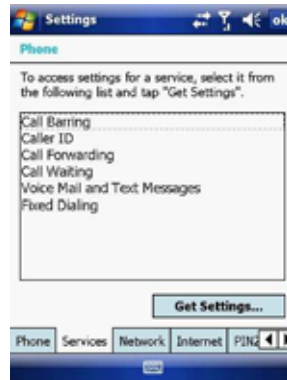 Settings
ok
Phone
To access settings for a service, select it from
the following list and tap "Get Settings".
Call Barring
Caller ID
Call Forwarding
Call Waiting
Voice Mail and Text Messages
Fixed Dialing
Get Settings...
Phone Services Network Internet PIN2